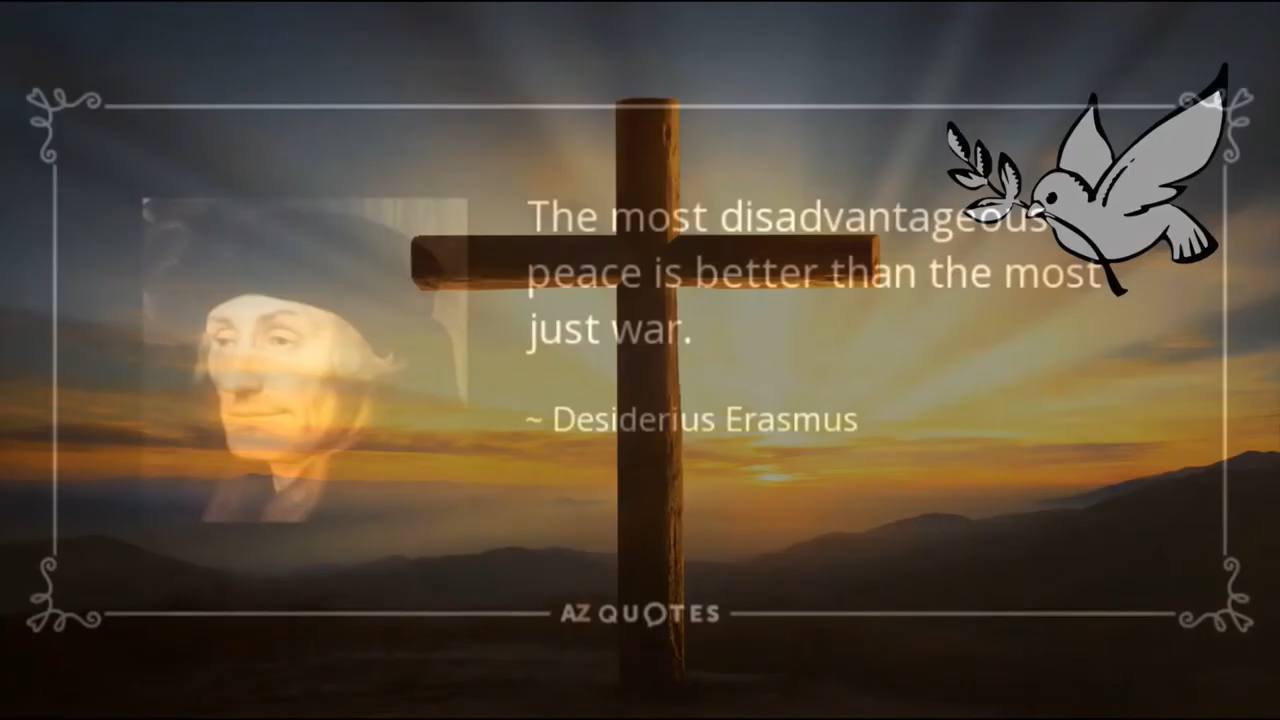 The most disadvantageous
peace is better than the most
just war.
~ Desiderius Erasmus
AZ QUOTES